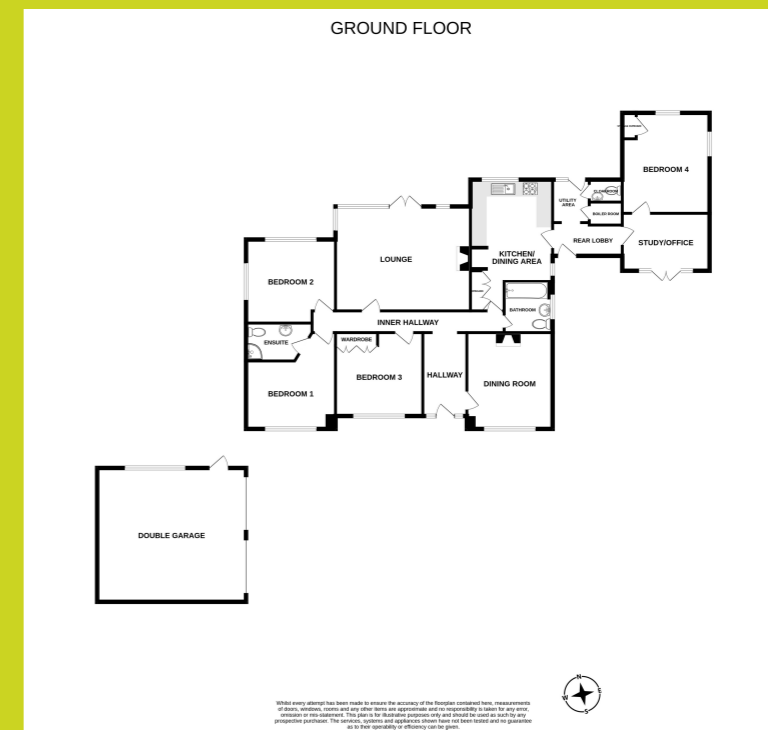 GROUND FLOOR
BEDROOM 4
CLOAKROOM
UTILITY
AREA
BOILER ROOM
REAR LOBBY
STUDY/OFFICE
LOUNGE
KITCHEN/
DINING AREA
BEDROOM 2
BATHROOM
INNER HALLWAY
ENSUITE
WARDROBE
BEDROOM 1
BEDROOM 3
HALLWAY
DINING ROOM
DOUBLE GARAGE
N
E
S
W
Whilst every attempt has been made to ensure the accuracy of the floorplan contained here, measurements
of doors, windows, rooms and any other items are approximate and no responsibility is taken for any error,
omission or mis-statement. This plan is for illustrative purposes only and should be used as such by any
prospective purchaser. The services, systems and appliances shown have not been tested and no guarantee
as to their operability or efficiency can be given.